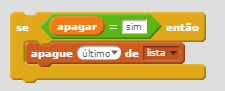 se apagar = sim então
apague último de lista